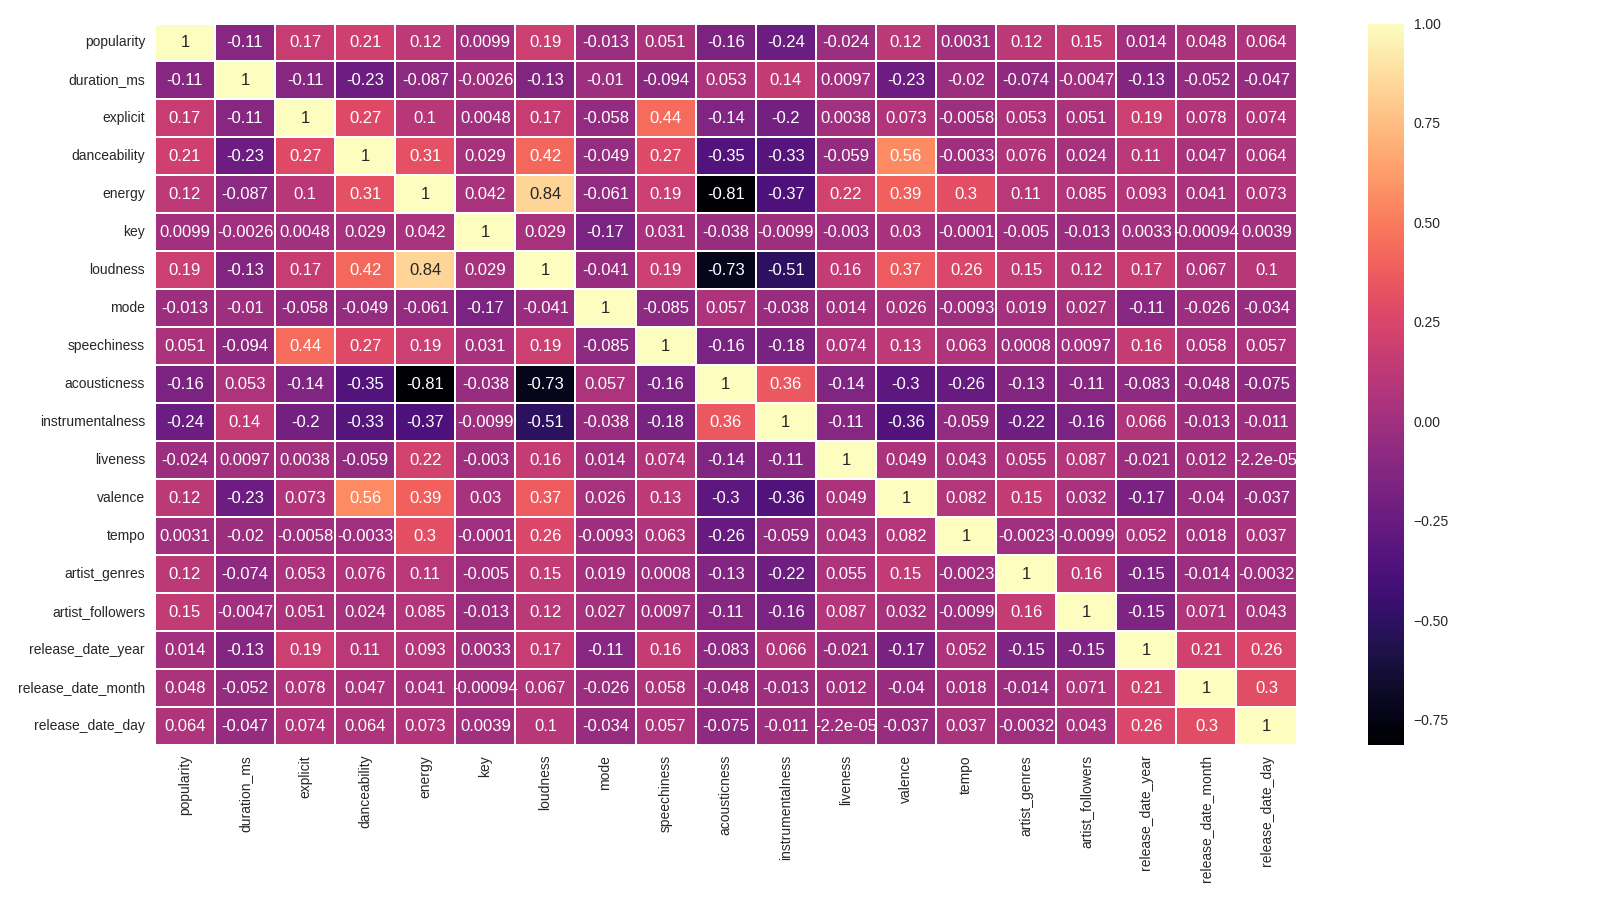 popularity 1 -0.11 0.17 0.21 0.12 0.0099 0.19 -0.013 0.051 -0.16 -0.24 -0.024 0.12 0.0031 0.12 0.15 0.014 0.048 0.064
duration_ms -0.11 1 -0.11 -0.23 -0.087 -0.0026 -0.13 -0.01 -0.094 0.053 0.14 0.0097 -0.23 -0.02 -0.074 -0.0047 -0.13 -0.052 -0.047
explicit 0.17 -0.11 1 0.27 0.1 0.0048 0.17 -0.058 0.44 -0.14 -0.2 0.0038 0.073 -0.0058 0.053 0.051 0.19 0.078 0.074
danceability 0.21 -0.23 0.27 1 0.31 0.029 0.42 -0.049 0.27 -0.35 -0.33 -0.059 0.56 -0.0033 0.076 0.024 0.11 0.047 0.064
energy 0.12 -0.087 0.1 0.31 1 0.042 0.84 -0.061 0.19 -0.81 -0.37 0.22 0.39 0.3 0.11 0.085 0.093 0.041 0.073
key 0.0099 -0.0026 0.0048 0.029 0.042 1 0.029 -0.17 0.031 -0.038 -0.0099 -0.003 0.03 -0.0001 -0.005 -0.013 0.0033 -0.00094 0.0039
loudness 0.19 -0.13 0.17 0.42 0.84 0.029 1 -0.041 0.19 -0.73 -0.51 0.16 0.37 0.26 0.15 0.12 0.17 0.067 0.1
mode -0.013 -0.01 -0.058 -0.049 -0.061 -0.17 -0.041 1 -0.085 0.057 -0.038 0.014 0.026 -0.0093 0.019 0.027 -0.11 -0.026 -0.034
speechiness 0.051 -0.094 0.44 0.27 0.19 0.031 0.19 -0.085 1 -0.16 -0.18 0.074 0.13 0.063 0.0008 0.0097 0.16 0.058 0.057
acousticness -0.16 0.053 -0.14 -0.35 -0.81 -0.038 -0.73 0.057 -0.16 1 0.36 -0.14 -0.3 -0.26 -0.13 -0.11 -0.083 -0.048 -0.075
instrumentalness -0.24 0.14 -0.2 -0.33 -0.37 -0.0099 -0.51 -0.038 -0.18 0.36 1 -0.11 -0.36 -0.059 -0.22 -0.16 0.066 -0.013 -0.011
liveness -0.024 0.0097 0.0038 -0.059 0.22 -0.003 0.16 0.014 0.074 -0.14 -0.11 1 0.049 0.043 0.055 0.087 -0.021 0.012 -2.2e-05
valence 0.12 -0.23 0.073 0.56 0.39 0.03 0.37 0.026 0.13 -0.3 -0.36 0.049 1 0.082 0.15 0.032 -0.17 -0.04 -0.037
tempo 0.0031 -0.02 -0.0058 -0.0033 0.3 -0.0001 0.26 -0.0093 0.063 -0.26 -0.059 0.043 0.082 1 -0.0023 -0.0099 0.052 0.018 0.037
artist_genres 0.12 -0.074 0.053 0.076 0.11 -0.005 0.15 0.019 0.0008 -0.13 -0.22 0.055 0.15 -0.0023 1 0.16 -0.15 -0.014 -0.0032
artist_followers 0.15 -0.0047 0.051 0.024 0.085 -0.013 0.12 0.027 0.0097 -0.11 -0.16 0.087 0.032 -0.0099 0.16 1 -0.15 0.071 0.043
release_date_year 0.014 -0.13 0.19 0.11 0.093 0.0033 0.17 -0.11 0.16 -0.083 0.066 -0.021 -0.17 0.052 -0.15 -0.15 1 0.21 0.26
release_date_month 0.048 -0.052 0.078 0.047 0.041 -0.00094 0.067 -0.026 0.058 -0.048 -0.013 0.012 -0.04 0.018 -0.014 0.071 0.21 1 0.3
release_date_day 0.064 -0.047 0.074 0.064 0.073 0.0039 0.1 -0.034 0.057 -0.075 -0.011 -2.2e-05 -0.037 0.037 -0.0032 0.043 0.26 0.3 1
popularity
duration_ms
explicit
danceability
energy
key
loudness
mode
speechiness
acousticness
instrumentalness
liveness
valence
tempo
artist_genres
artist_followers
release_date_year
release_date_month
release_date_day
1.00
0.75
0.50
0.25
0.00
−0.25
−0.50
−0.75